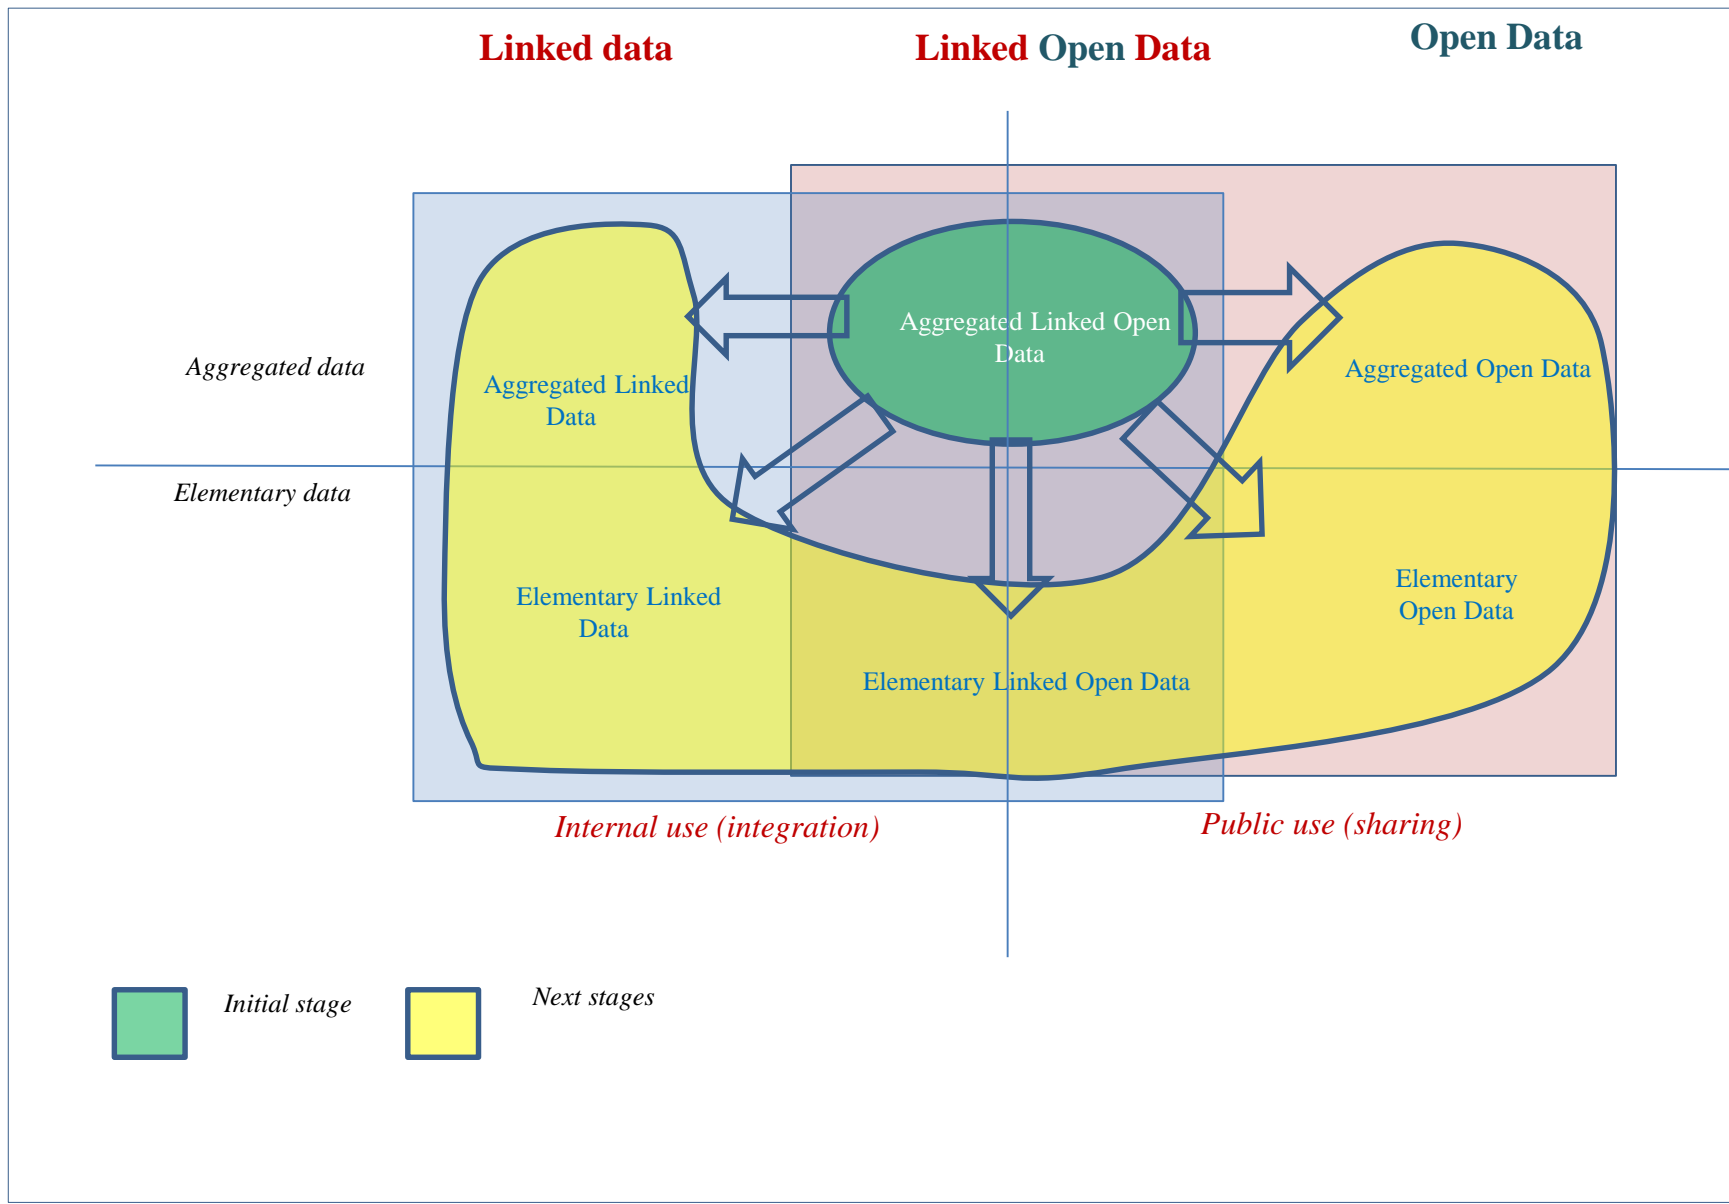 Linked data
Linked Open Data
Open Data
Aggregated Linked Open
Data
Aggregated data
Aggregated Linked
Data
Aggregated Open Data
Elementary data
Elementary Linked
Data
Elementary
Open Data
Elementary Linked Open Data
Internal use (integration)
Public use (sharing)
Initial stage
Next stages